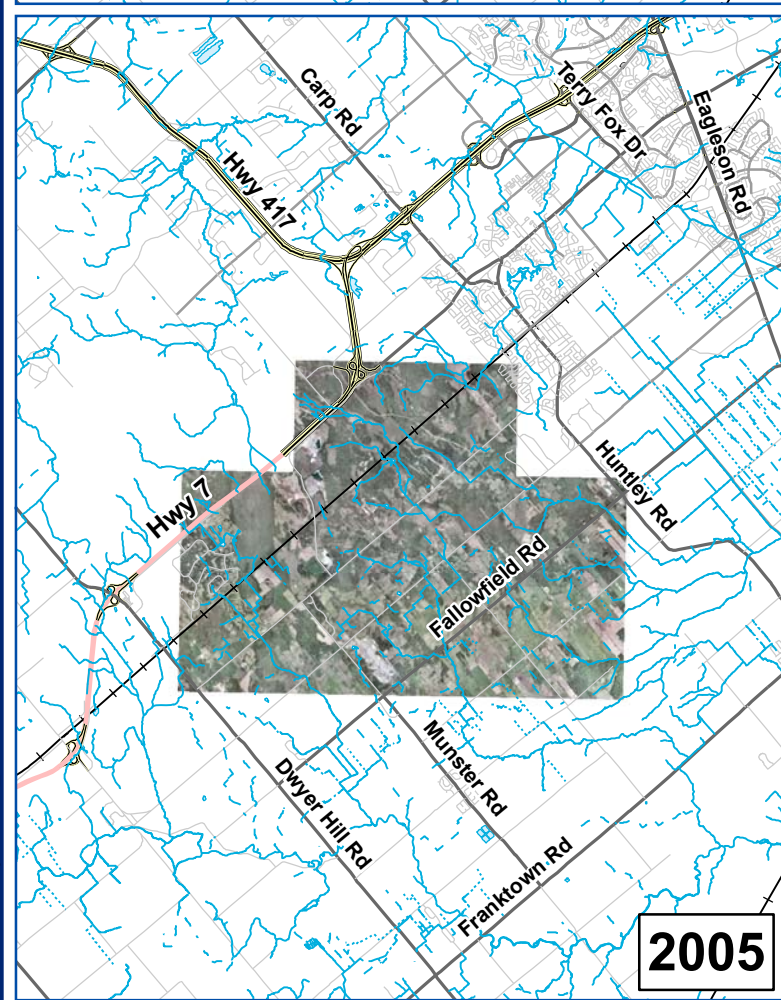 Carp Rd
Terry Fox Dr
Eagleson Rd
Hwy 417
Huntley Rd
Hwy 7
Fallowfield Rd
Munster Rd
Dwyer Hill Rd
Franktown Rd
2005